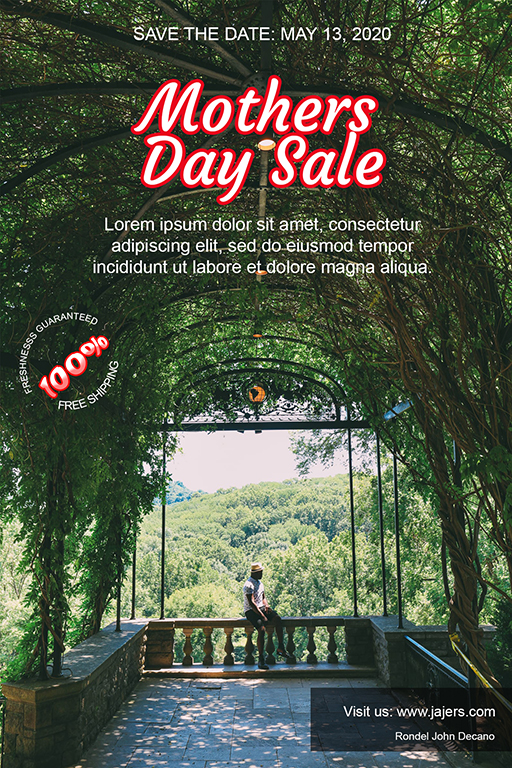 SAVE THE DATE: MAY 13, 2020
Mothers
Day Sale
Lorem ipsum dolor sit amet, consectetur
adipiscing elit, sed do eiusmod tempor
incididunt ut labore et dolore magna aliqua.
FRESHNESSS GUARANTEED
100%
FREE SHIPPING
Visit us: www.jajers.com
Rondel John Decano